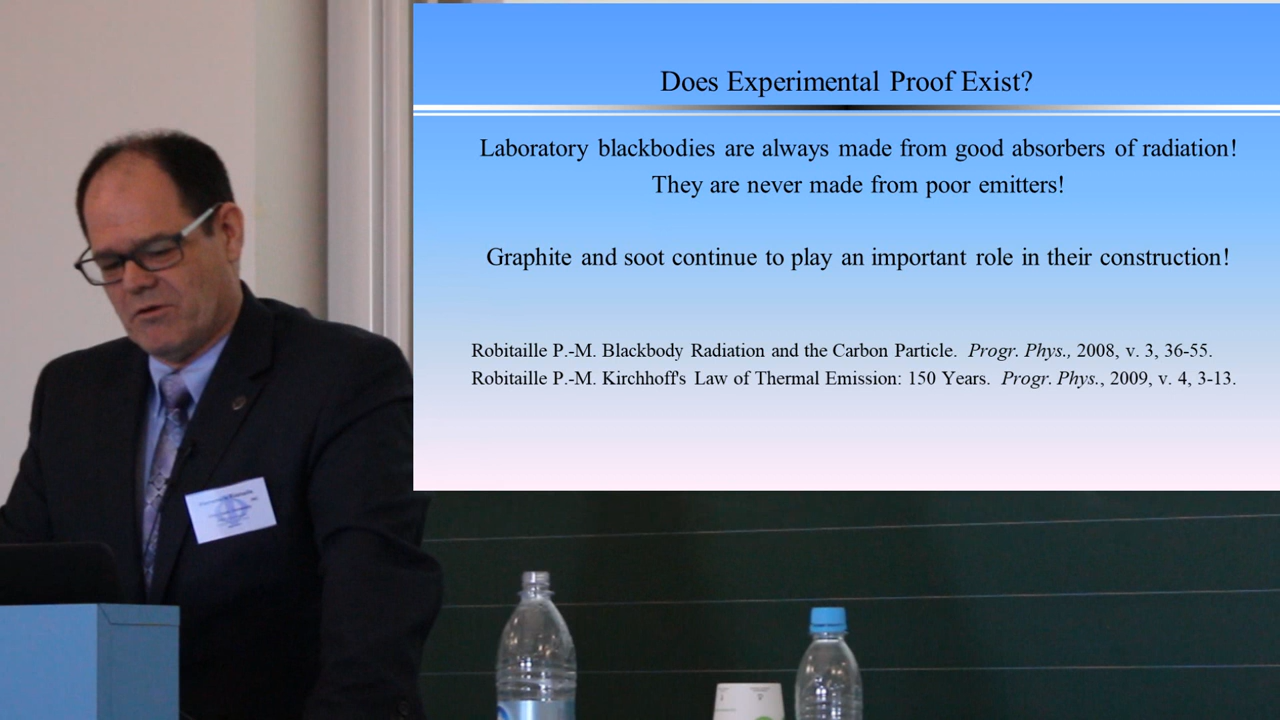 Does Experimental Proof Exist?
Laboratory blackbodies are always made from good absorbers of radiation!
They are never made from poor emitters!
Graphite and soot continue to play an important role in their construction!
Robitaille P.-M. Blackbody Radiation and the Carbon Particle. Progr. Phys., 2008, v. 3, 36-55.
Robitaille P.-M. Kirchhoff's Law of Thermal Emission: 150 Years. Progr. Phys., 2009, v. 4, 3-13.